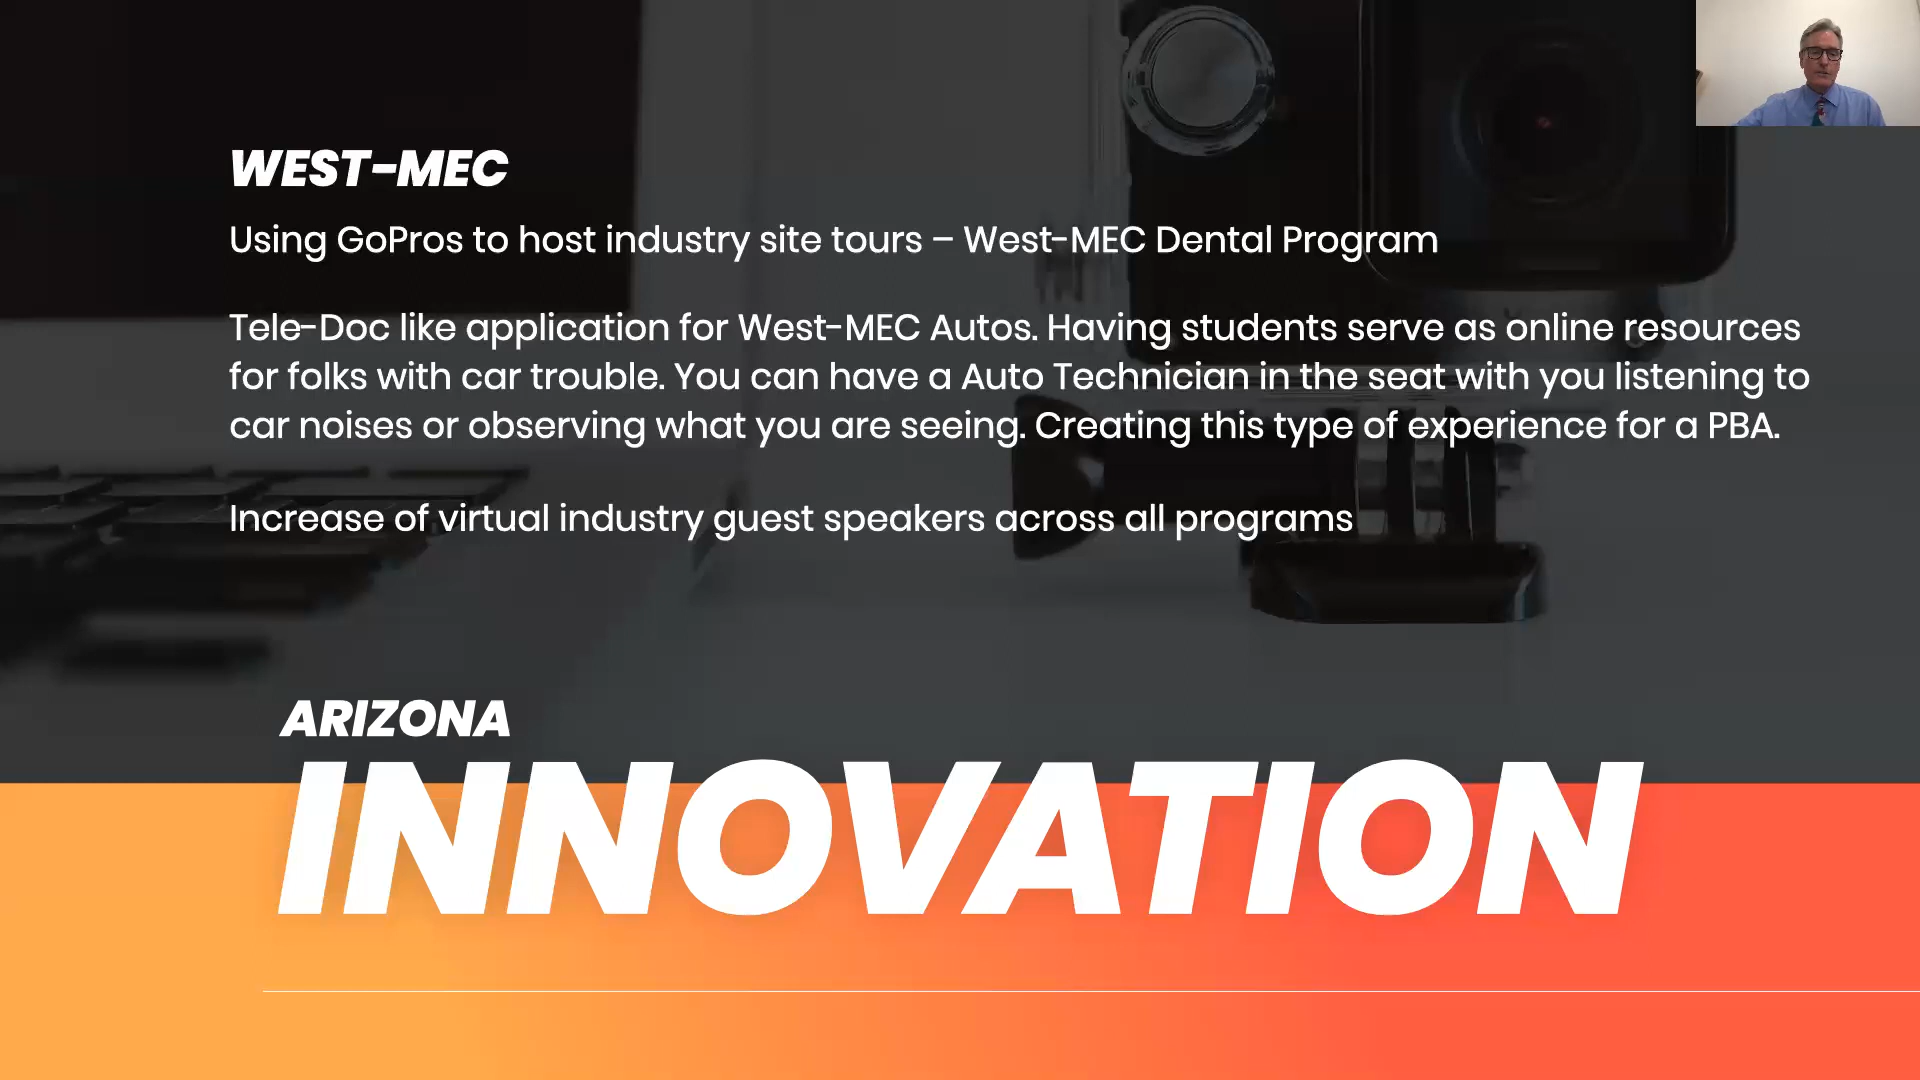 WEST-MEC
Using GoPros to host industry site tours – West-MEC Dental Program
Tele-Doc like application for West-MEC Autos. Having students serve as online resources
for folks with car trouble. You can have a Auto Technician in the seat with you listening to
car noises or observing what you are seeing. Creating this type of experience for a PBA.
Increase of virtual industry guest speakers across all programs
ARIZONA
INNOVATION